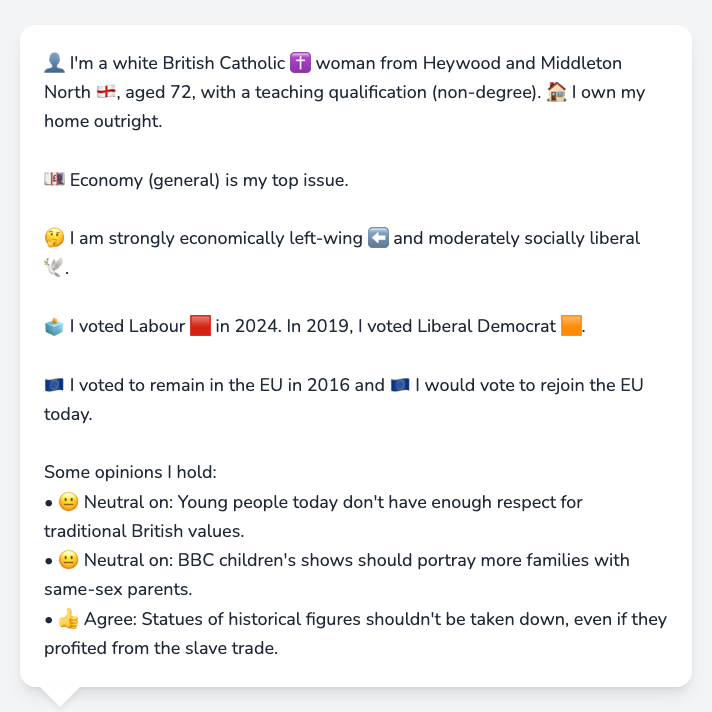 👤 I'm a white British Catholic ✝️ woman from Heywood and Middleton
North 🏴󠁧󠁢󠁥󠁮󠁧󠁿, aged 72, with a teaching qualification (non-degree). 🏠 I own my
home outright.
💷 Economy (general) is my top issue.
🤔 I am strongly economically left-wing ⬅️ and moderately socially liberal
🕊️.
🗳️ I voted Labour 🟥 in 2024. In 2019, I voted Liberal Democrat 🟧.
🇪🇺 I voted to remain in the EU in 2016 and 🇪🇺 I would vote to rejoin the EU
today.
Some opinions I hold:
• 😐 Neutral on: Young people today don't have enough respect for
traditional British values.
• 😐 Neutral on: BBC children's shows should portray more families with
same-sex parents.
• 👍 Agree: Statues of historical figures shouldn't be taken down, even if they
profited from the slave trade.